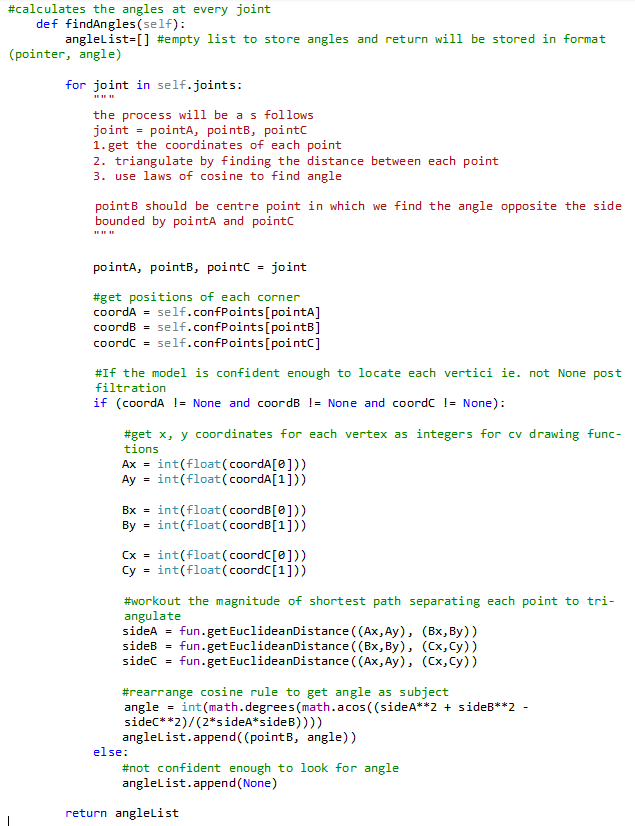 #calculates the angles at every joint
def findAngles(self):
angleList=[] #empty list to store angles and return will be stored in format
(pointer, angle)
for joint in self.joints:
"""
the process will be a s follows
joint = pointA, pointB, pointC
1.get the coordinates of each point
2. triangulate by finding the distance between each point
3. use laws of cosine to find angle
pointB should be centre point in which we find the angle opposite the side
bounded by pointA and pointC
"""
pointA, pointB, pointC = joint
#get positions of each corner
coordA = self.confPoints[pointA]
coordB = self.confPoints[pointB]
coordC = self.confPoints[pointC]
#If the model is confident enough to locate each vertici ie. not None post
filtration
if (coordA != None and coordB != None and coordC != None):
#get x, y coordinates for each vertex as integers for cv drawing func-
tions
Ax = int(float(coordA[0]))
Ay = int(float(coordA[1]))
Bx = int(float(coordB[0]))
By = int(float(coordB[1]))
Cx = int(float(coordC[0]))
Cy = int(float(coordC[1]))
#workout the magnitude of shortest path separating each point to tri-
angulate
sideA = fun.getEuclideanDistance((Ax,Ay), (Bx,By))
sideB = fun.getEuclideanDistance((Bx,By), (Cx,Cy))
sideC = fun.getEuclideanDistance((Ax,Ay), (Cx,Cy))
#rearrange cosine rule to get angle as subject
angle = int(math.degrees(math.acos((sideA**2 + sideB**2 -
sideC**2)/(2*sideA*sideB))))
angleList.append((pointB, angle))
else:
#not confident enough to look for angle
angleList.append(None)
return angleList